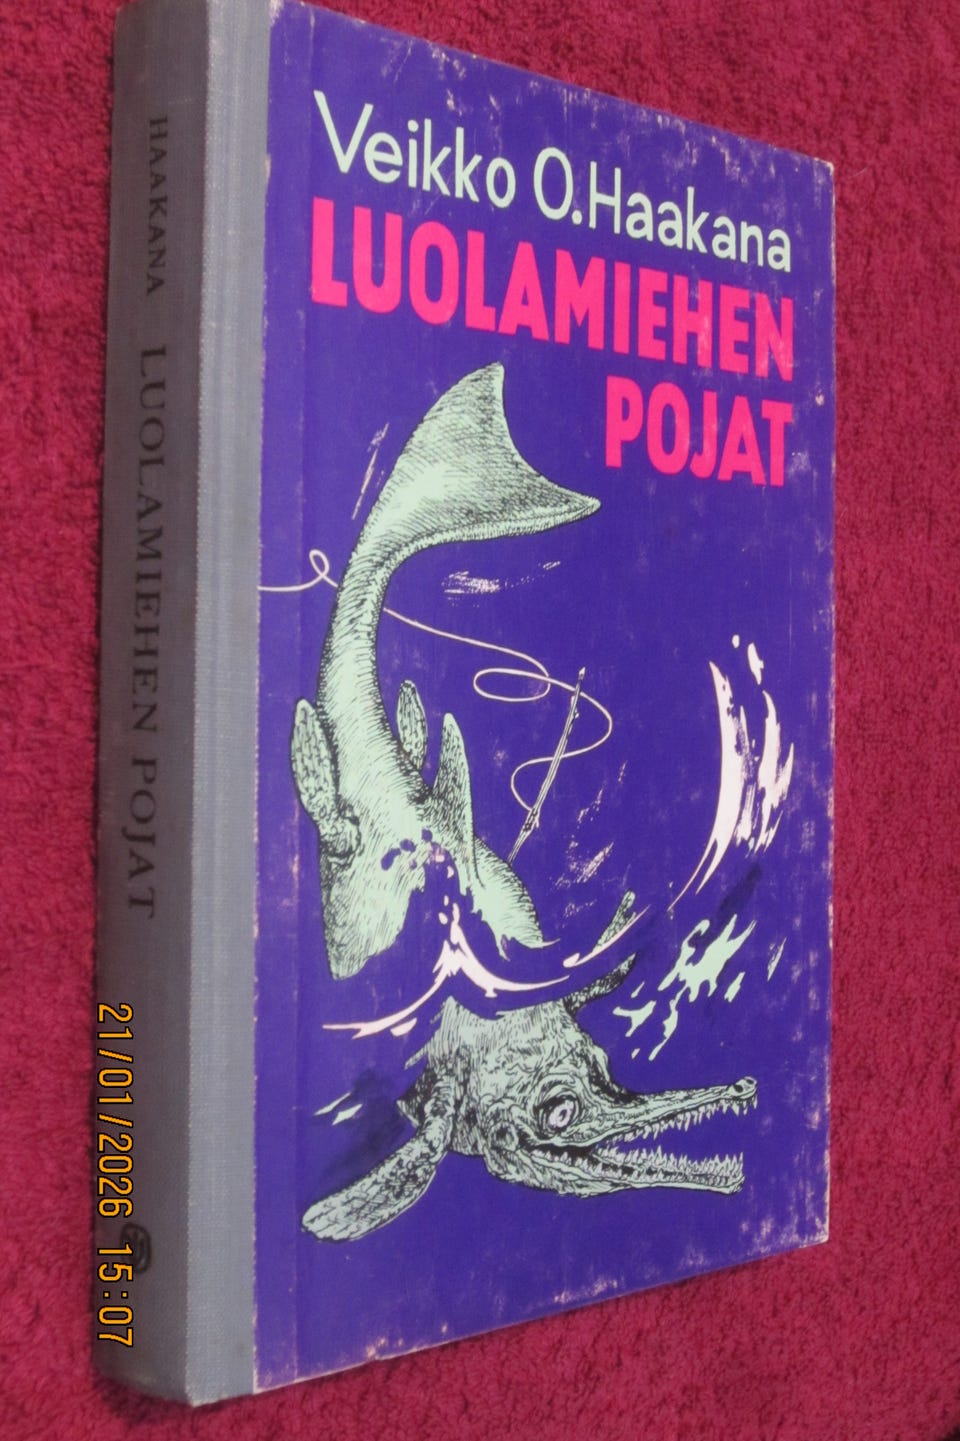 Veikko O. Haakana
LUOLAMIEHEN
POJAT
HAAKANA LUOLAMIEHEN POJAT
21/01/2026 15:07